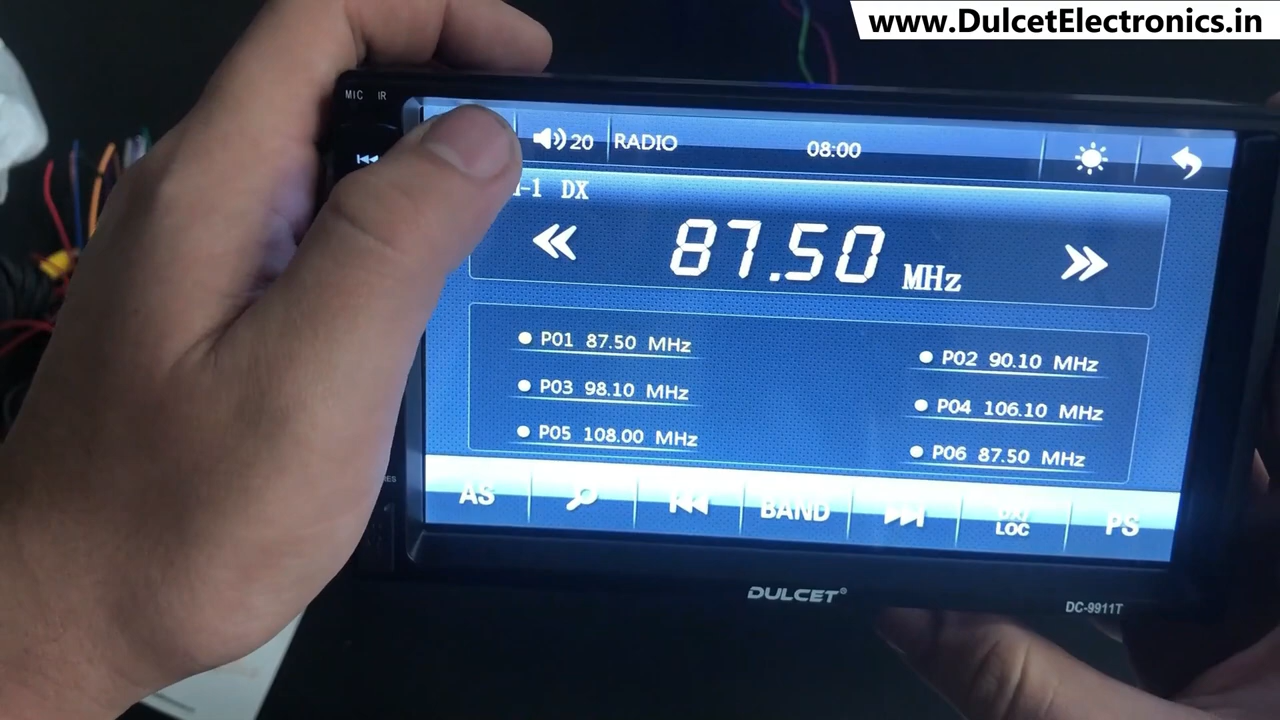 www.DulcetElectronics.in
MIC IR
20 RADIO 08:00
-1 DX
87.50 MHz
P01 87.50 MHz
P02 90.10 MHz
P03 98.10 MHz
P04 106.10 MHz
P05 108.00 MHz
P06 87.50 MHz
AS BAND LOC PS
DULCET®
DC-9911T